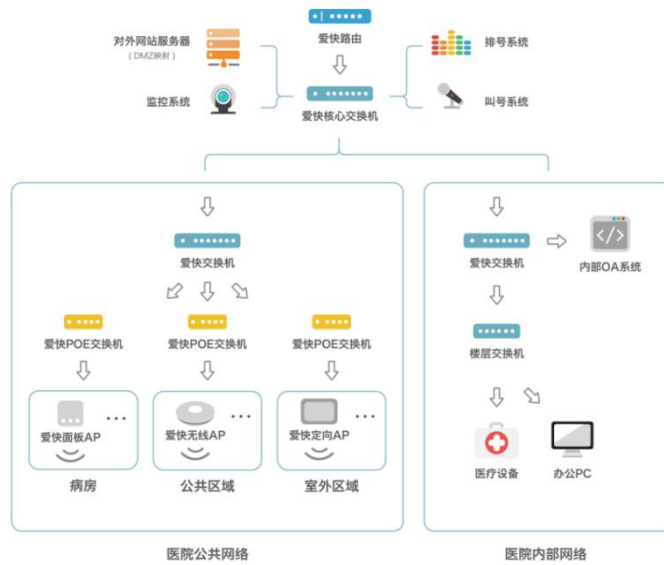 爱快路由
对外网站服务器
（DMZ映射）
排号系统
监控系统
爱快核心交换机
叫号系统
爱快交换机
爱快POE交换机
爱快POE交换机
爱快POE交换机
爱快面板AP
爱快无线AP
爱快定向AP
病房
公共区域
室外区域
医院公共网络
爱快交换机
内部OA系统
楼层交换机
医疗设备
办公PC
医院内部网络